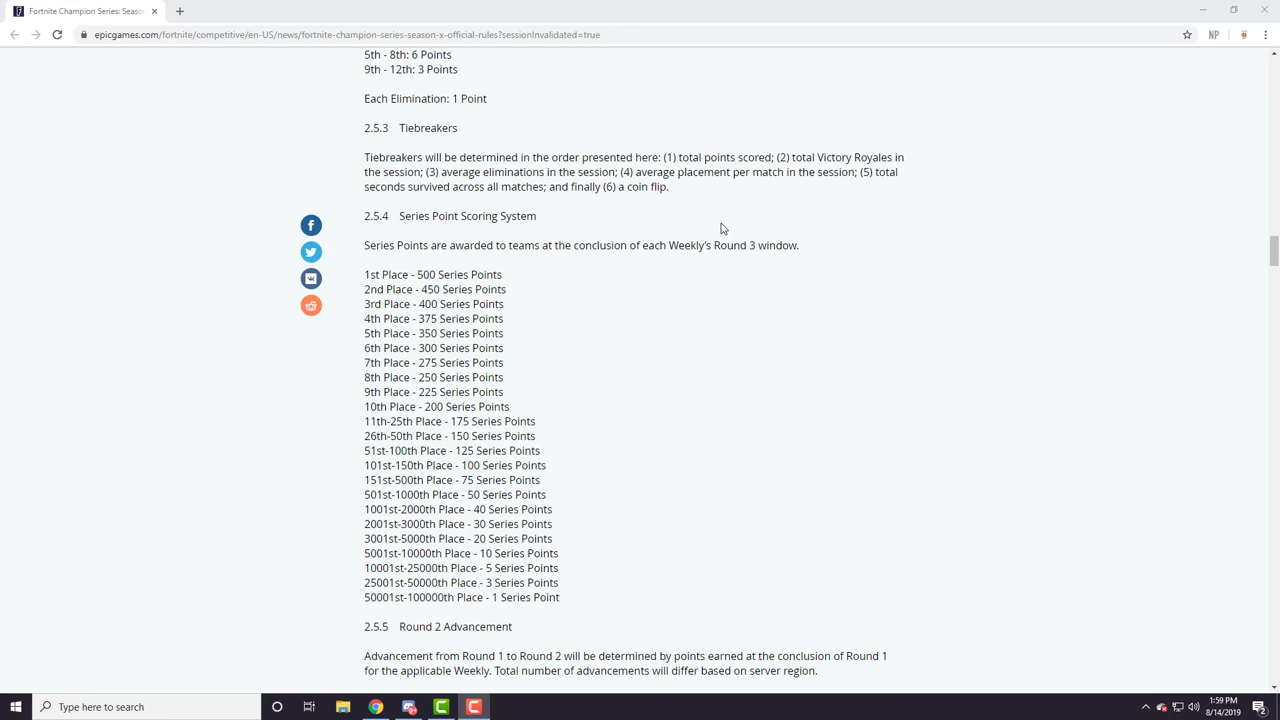 Fortnite Champion Series: Seaso
epicgames.com/fortnite/competitive/en-US/news/fortnite-champion-series-season-x-official-rules?sessionInvalidated=true
NP
5th - 8th: 6 Points
9th - 12th: 3 Points
Each Elimination: 1 Point
2.5.3 Tiebreakers
Tiebreakers will be determined in the order presented here: (1) total points scored; (2) total Victory Royales in
the session; (3) average eliminations in the session; (4) average placement per match in the session; (5) total
seconds survived across all matches; and finally (6) a coin flip.
2.5.4 Series Point Scoring System
Series Points are awarded to teams at the conclusion of each Weekly's Round 3 window.
1st Place - 500 Series Points
2nd Place - 450 Series Points
3rd Place - 400 Series Points
4th Place - 375 Series Points
5th Place - 350 Series Points
6th Place - 300 Series Points
7th Place - 275 Series Points
8th Place - 250 Series Points
9th Place - 225 Series Points
10th Place - 200 Series Points
11th-25th Place - 175 Series Points
26th-50th Place - 150 Series Points
51st-100th Place - 125 Series Points
101st-150th Place - 100 Series Points
151st-500th Place - 75 Series Points
501st-1000th Place - 50 Series Points
1001st-2000th Place - 40 Series Points
2001st-3000th Place - 30 Series Points
3001st-5000th Place - 20 Series Points
5001st-10000th Place - 10 Series Points
10001st-25000th Place - 5 Series Points
25001st-50000th Place - 3 Series Points
50001st-100000th Place - 1 Series Point
2.5.5 Round 2 Advancement
Advancement from Round 1 to Round 2 will be determined by points earned at the conclusion of Round 1
for the applicable Weekly. Total number of advancements will differ based on server region.
Type here to search
1:59 PM
8/14/2019
2